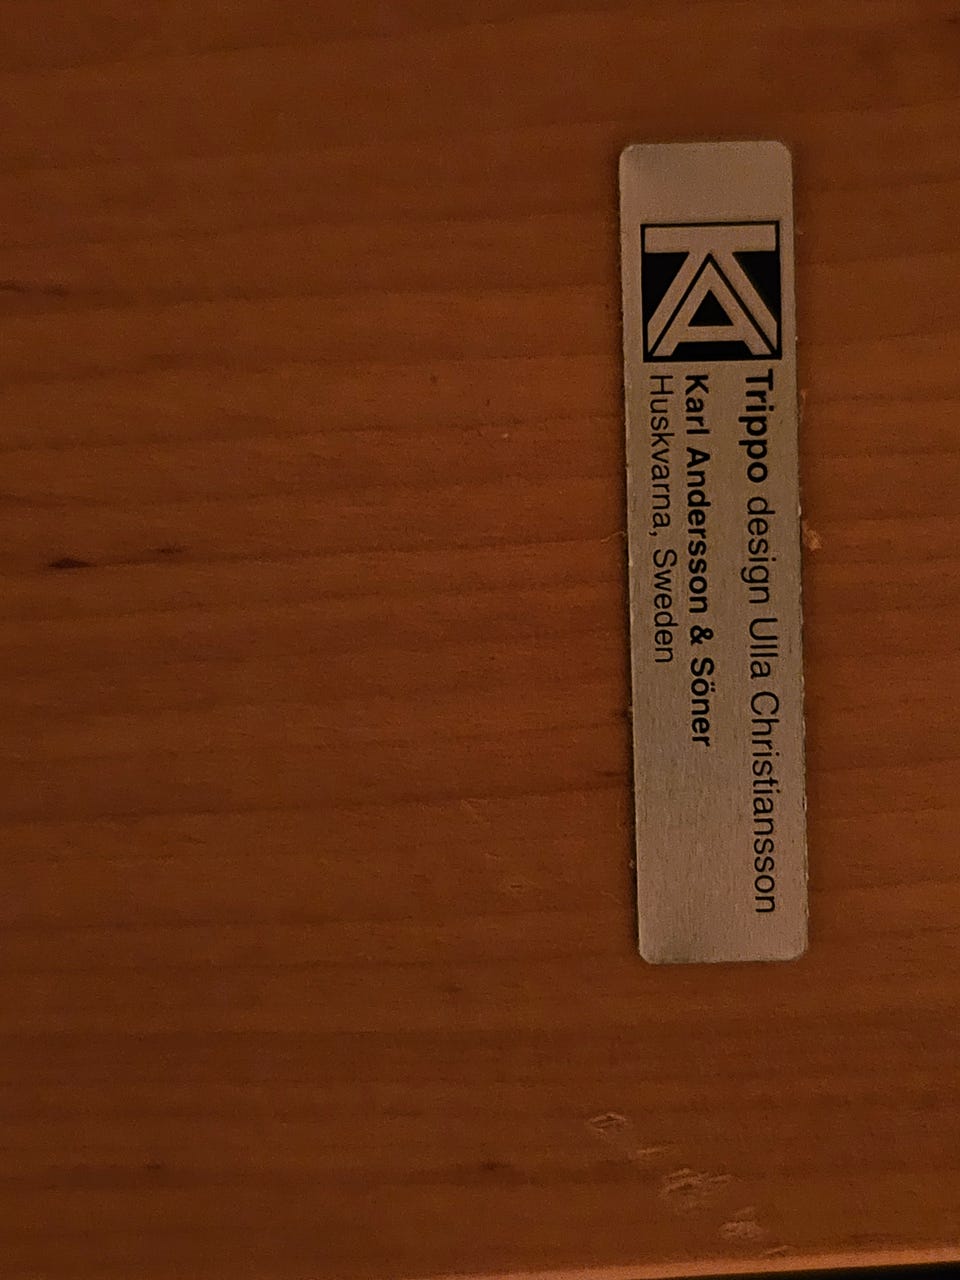 KA
Trippo design Ulla Christiansson
Karl Andersson & Söner
Huskvarna, Sweden